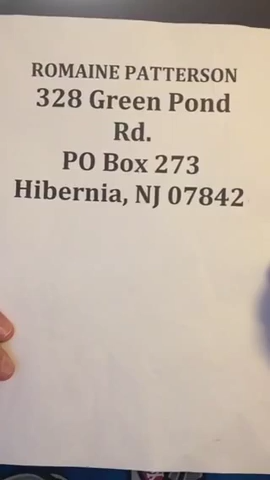 ROMAINE PATTERSON
328 Green Pond
Rd.
PO Box 273
Hibernia, NJ 07842